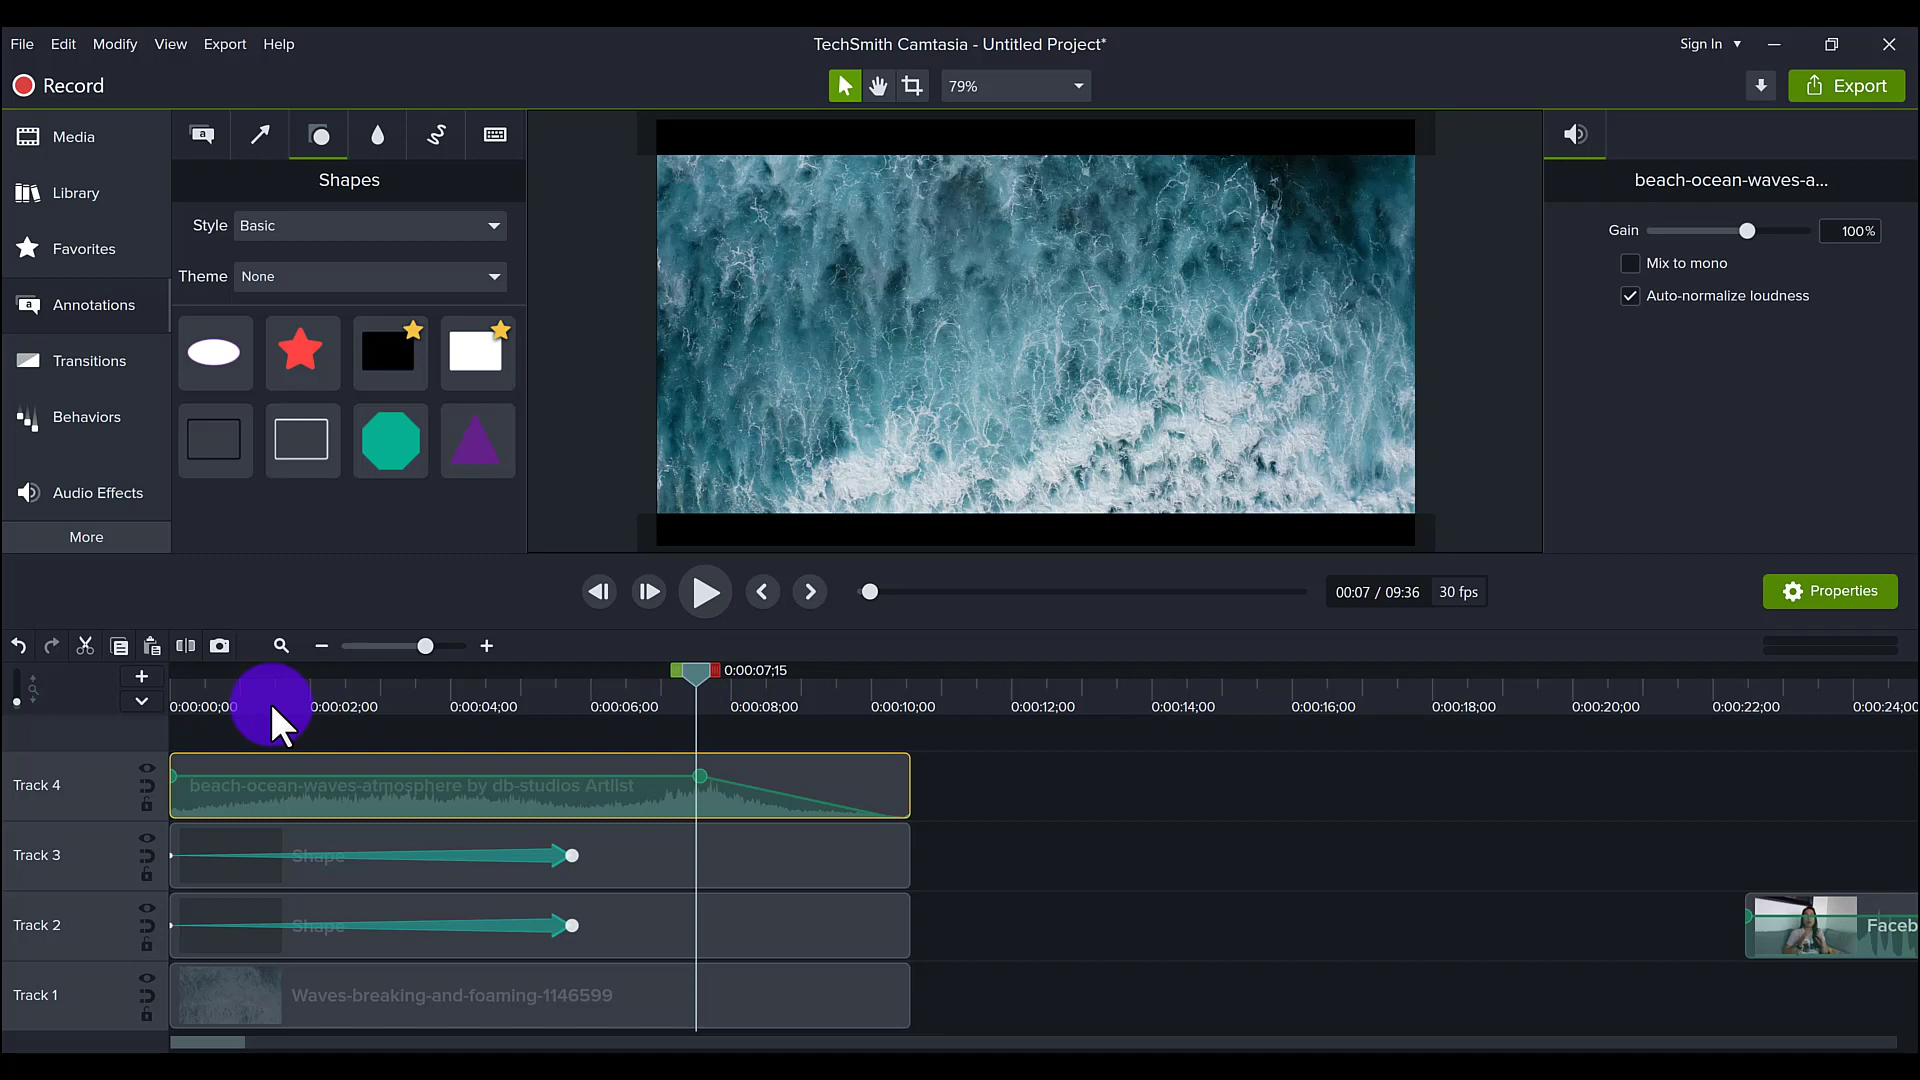 File Edit Modify View Export Help
TechSmith Camtasia - Untitled Project*
Sign In
Record
79%
Export
Media
Library
Favorites
Annotations
Transitions
Behaviors
Audio Effects
More
a
a
Shapes
Style Basic
Theme None
beach-ocean-waves-a...
Gain 100%
Mix to mono
Auto-normalize loudness
00:07 / 09:36 30 fps
Properties
0:00:07;15
0:00:00;00 0:00:02;00 0:00:04;00 0:00:06;00 0:00:08;00 0:00:10;00 0:00:12;00 0:00:14;00 0:00:16;00 0:00:18;00 0:00:20;00 0:00:22;00 0:00:24;00
Track 4 beach-ocean-waves-atmosphere by db-studios Artlist
Track 3 Shape
Track 2 Shape Faceb
Track 1 Waves-breaking-and-foaming-1146599